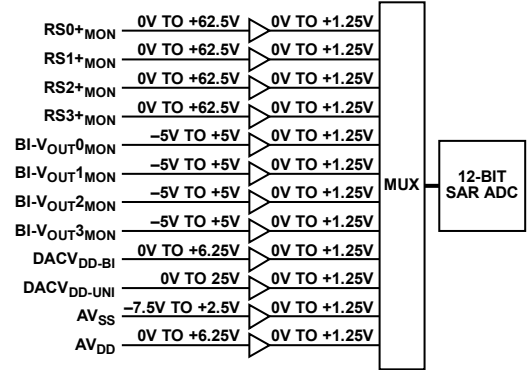 RS0+MON 0V TO +62.5V 0V TO +1.25V
RS1+MON 0V TO +62.5V 0V TO +1.25V
RS2+MON 0V TO +62.5V 0V TO +1.25V
RS3+MON 0V TO +62.5V 0V TO +1.25V
BI-VOUT0MON –5V TO +5V 0V TO +1.25V
BI-VOUT1MON –5V TO +5V 0V TO +1.25V
BI-VOUT2MON –5V TO +5V 0V TO +1.25V
BI-VOUT3MON –5V TO +5V 0V TO +1.25V
DACVDD-BI 0V TO +6.25V 0V TO +1.25V
DACVDD-UNI 0V TO 25V 0V TO +1.25V
AVSS –7.5V TO +2.5V 0V TO +1.25V
AVDD 0V TO +6.25V 0V TO +1.25V
MUX
12-BIT
SAR ADC